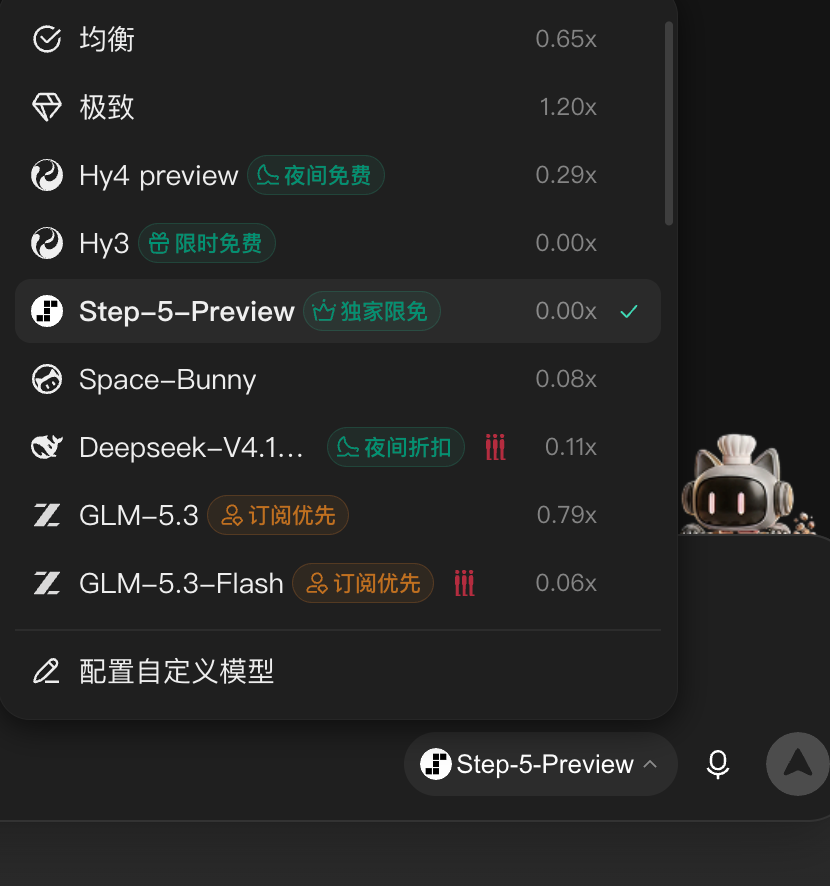 均衡 0.65x
极致 1.20x
Hy4 preview 夜间免费 0.29x
Hy3 限时免费 0.00x
Step-5-Preview 独家限免 0.00x
Space-Bunny 0.08x
Deepseek-V4.1... 夜间折扣 0.11x
GLM-5.3 订阅优先 0.79x
GLM-5.3-Flash 订阅优先 0.06x
配置自定义模型
Step-5-Preview